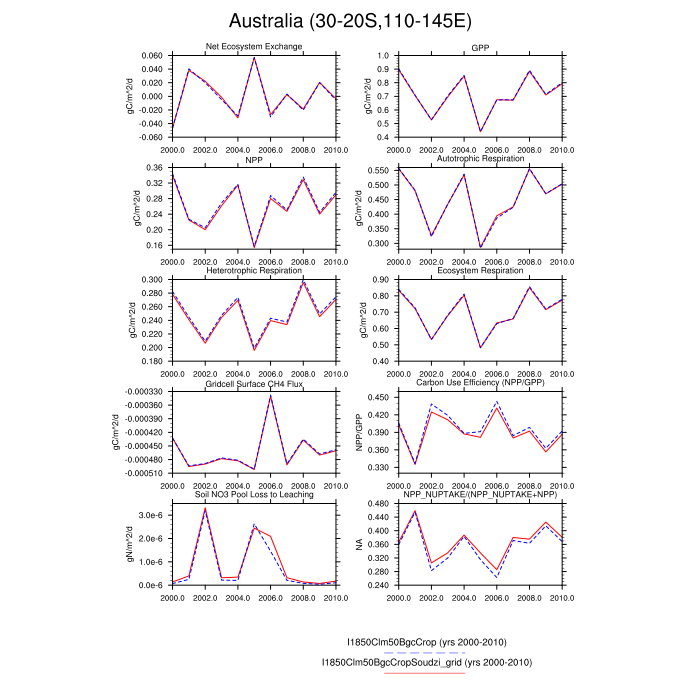 Australia (30-20S,110-145E)
Net Ecosystem Exchange
gC/m^2/d
0.060
0.040
0.020
0.000
-0.020
-0.040
-0.060
2000.0 2002.0 2004.0 2006.0 2008.0 2010.0
GPP
gC/m^2/d
1.0
0.9
0.8
0.7
0.6
0.5
0.4
2000.0 2002.0 2004.0 2006.0 2008.0 2010.0
NPP
gC/m^2/d
0.36
0.32
0.28
0.24
0.20
0.16
2000.0 2002.0 2004.0 2006.0 2008.0 2010.0
Autotrophic Respiration
gC/m^2/d
0.550
0.500
0.450
0.400
0.350
0.300
2000.0 2002.0 2004.0 2006.0 2008.0 2010.0
Heterotrophic Respiration
gC/m^2/d
0.300
0.280
0.260
0.240
0.220
0.200
0.180
2000.0 2002.0 2004.0 2006.0 2008.0 2010.0
Ecosystem Respiration
gC/m^2/d
0.90
0.80
0.70
0.60
0.50
0.40
2000.0 2002.0 2004.0 2006.0 2008.0 2010.0
Gridcell Surface CH4 Flux
gC/m^2/d
-0.000330
-0.000360
-0.000390
-0.000420
-0.000450
-0.000480
-0.000510
2000.0 2002.0 2004.0 2006.0 2008.0 2010.0
Carbon Use Efficiency (NPP/GPP)
NPP/GPP
0.450
0.420
0.390
0.360
0.330
2000.0 2002.0 2004.0 2006.0 2008.0 2010.0
Soil NO3 Pool Loss to Leaching
gN/m^2/d
3.0e-6
2.0e-6
1.0e-6
0.0e-6
2000.0 2002.0 2004.0 2006.0 2008.0 2010.0
NPP_NUPTAKE/(NPP_NUPTAKE+NPP)
NA
0.480
0.440
0.400
0.360
0.320
0.280
0.240
2000.0 2002.0 2004.0 2006.0 2008.0 2010.0
I1850Clm50BgcCrop (yrs 2000-2010)
I1850Clm50BgcCropSoudzi_grid (yrs 2000-2010)